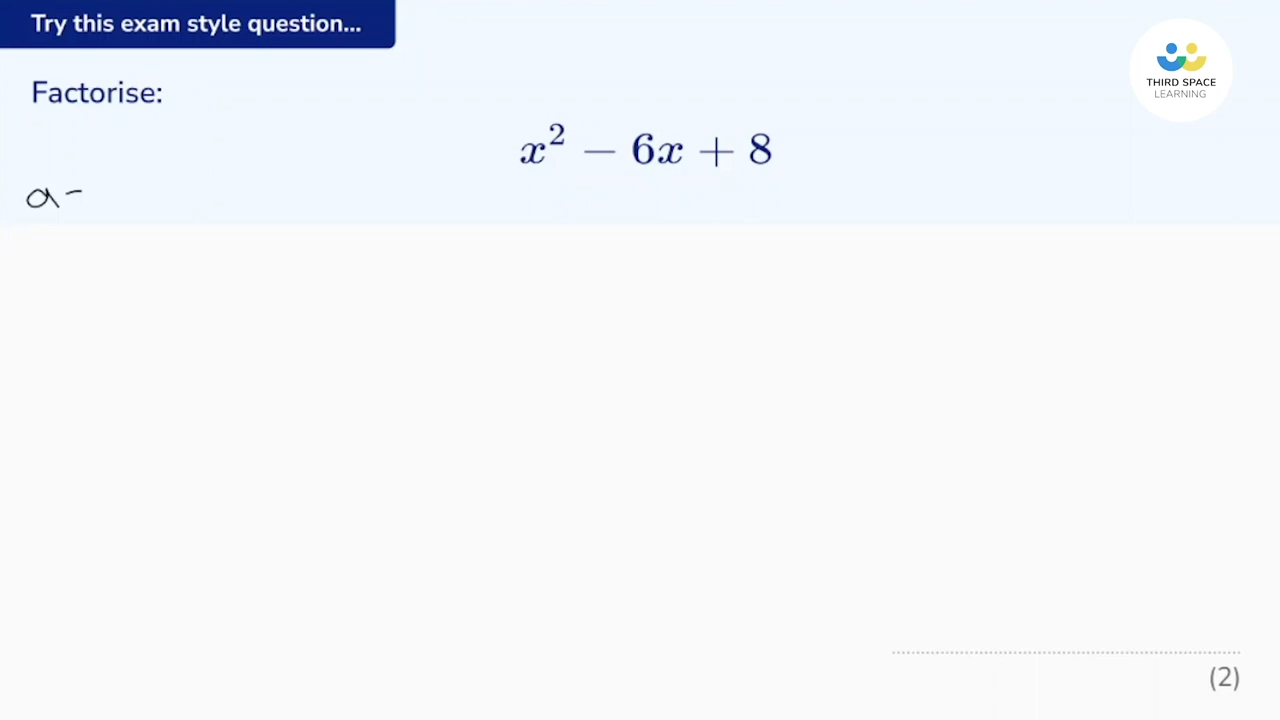 Try this exam style question...
THIRD SPACE
LEARNING
Factorise:
x² − 6x + 8
a -
(2)